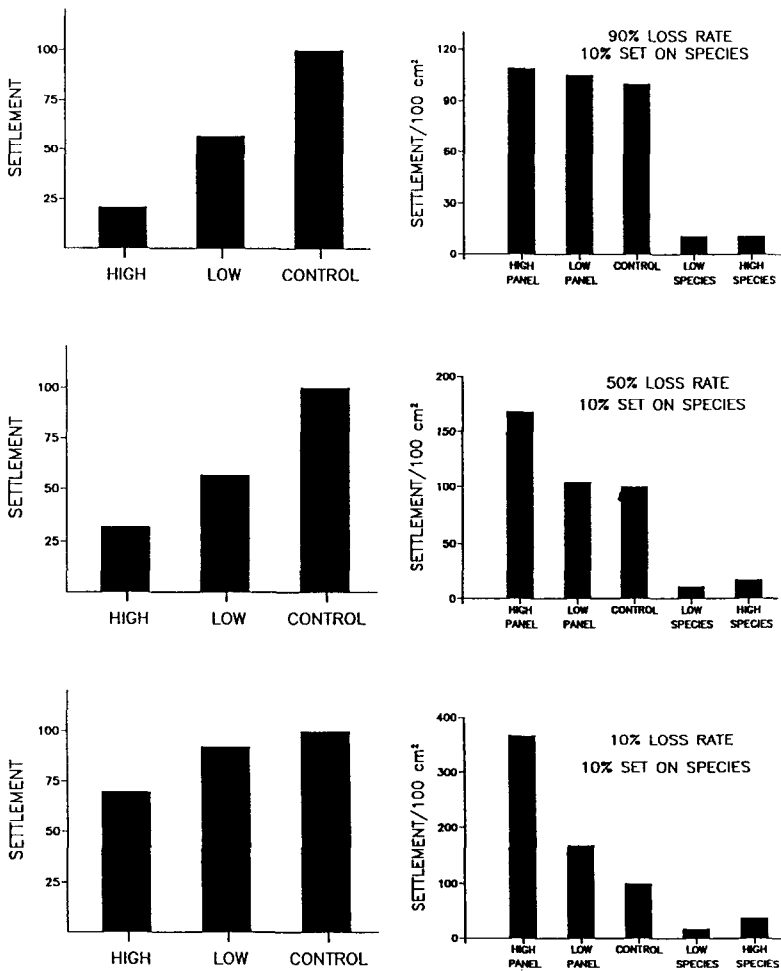 SETTLEMENT
100
75
50
25
HIGH LOW CONTROL
90% LOSS RATE
10% SET ON SPECIES
SETTLEMENT/100 cm²
120
90
60
30
0
HIGH PANEL
LOW PANEL
CONTROL
LOW SPECIES
HIGH SPECIES
SETTLEMENT
100
75
50
25
HIGH LOW CONTROL
50% LOSS RATE
10% SET ON SPECIES
SETTLEMENT/100 cm²
200
150
100
50
0
HIGH PANEL
LOW PANEL
CONTROL
LOW SPECIES
HIGH SPECIES
SETTLEMENT
100
75
50
25
HIGH LOW CONTROL
10% LOSS RATE
10% SET ON SPECIES
SETTLEMENT/100 cm²
400
300
200
100
0
HIGH PANEL
LOW PANEL
CONTROL
LOW SPECIES
HIGH SPECIES